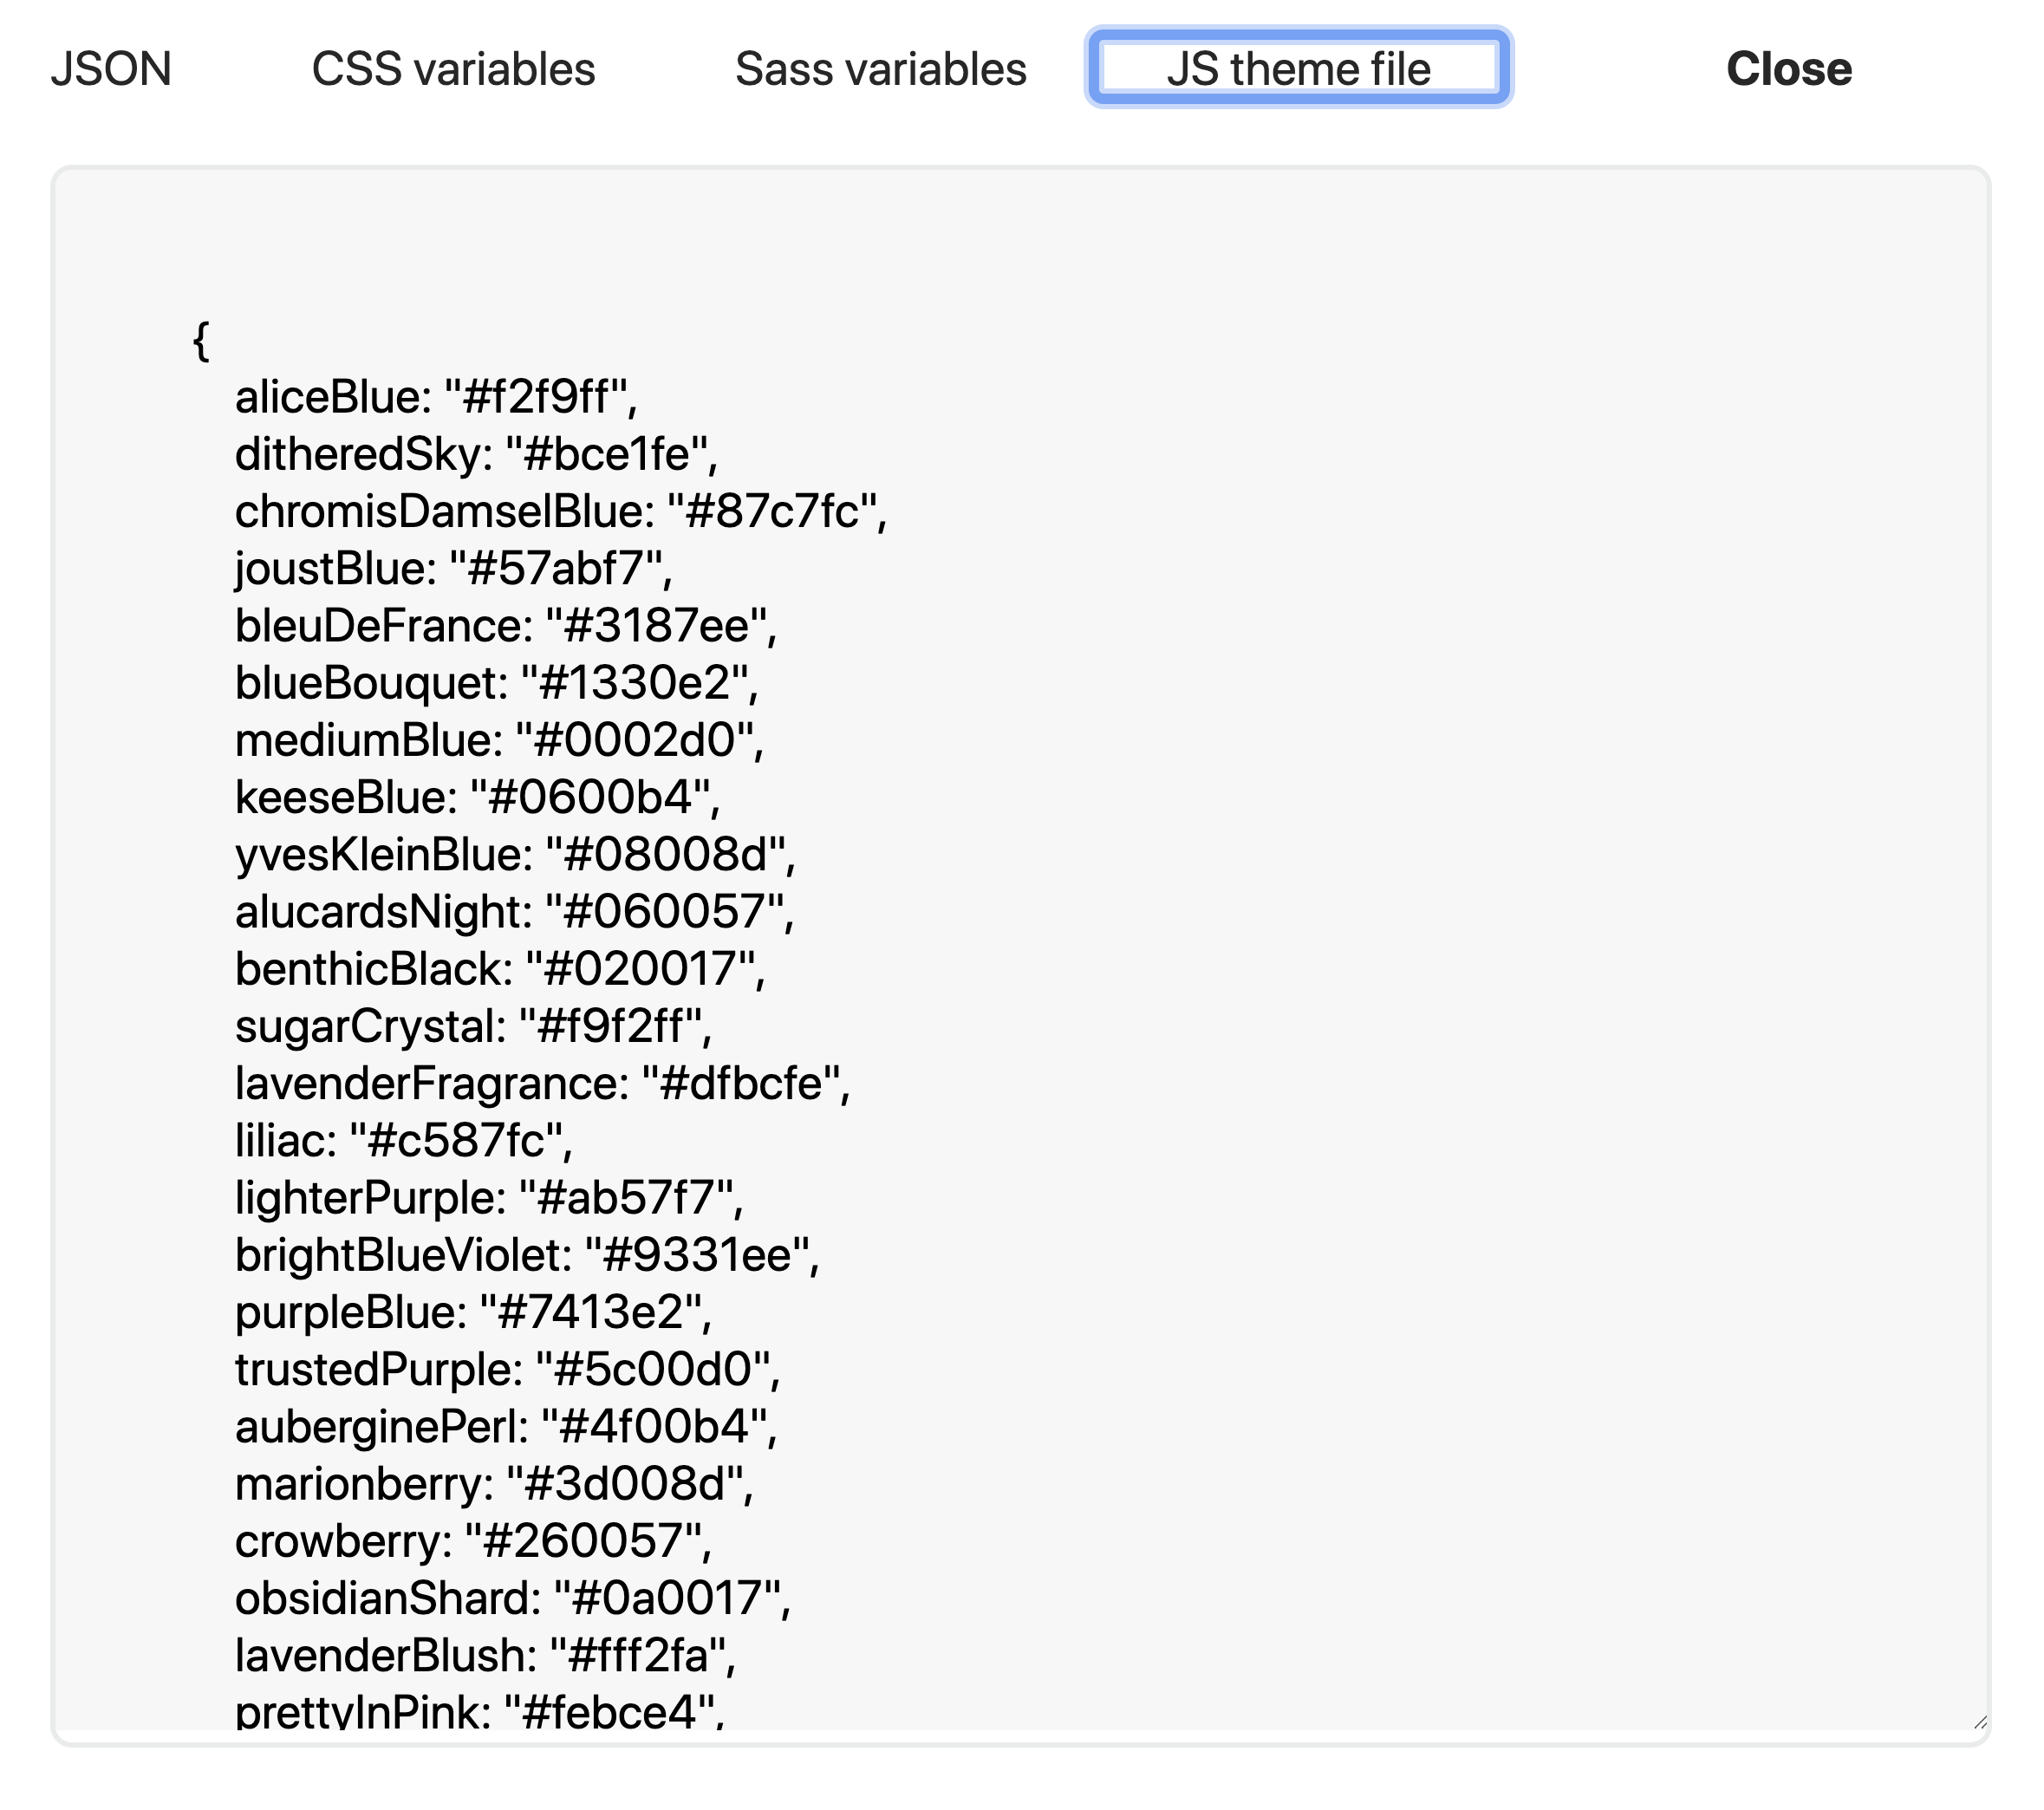 JSON CSS variables Sass variables JS theme file Close
{
aliceBlue: "#f2f9ff",
ditheredSky: "#bce1fe",
chromisDamselBlue: "#87c7fc",
joustBlue: "#57abf7",
bleuDeFrance: "#3187ee",
blueBouquet: "#1330e2",
mediumBlue: "#0002d0",
keeseBlue: "#0600b4",
yvesKleinBlue: "#08008d",
alucardsNight: "#060057",
benthicBlack: "#020017",
sugarCrystal: "#f9f2ff",
lavenderFragrance: "#dfbcfe",
liliac: "#c587fc",
lighterPurple: "#ab57f7",
brightBlueViolet: "#9331ee",
purpleBlue: "#7413e2",
trustedPurple: "#5c00d0",
auberginePerl: "#4f00b4",
marionberry: "#3d008d",
crowberry: "#260057",
obsidianShard: "#0a0017",
lavenderBlush: "#fff2fa",
prettyInPink: "#febce4",